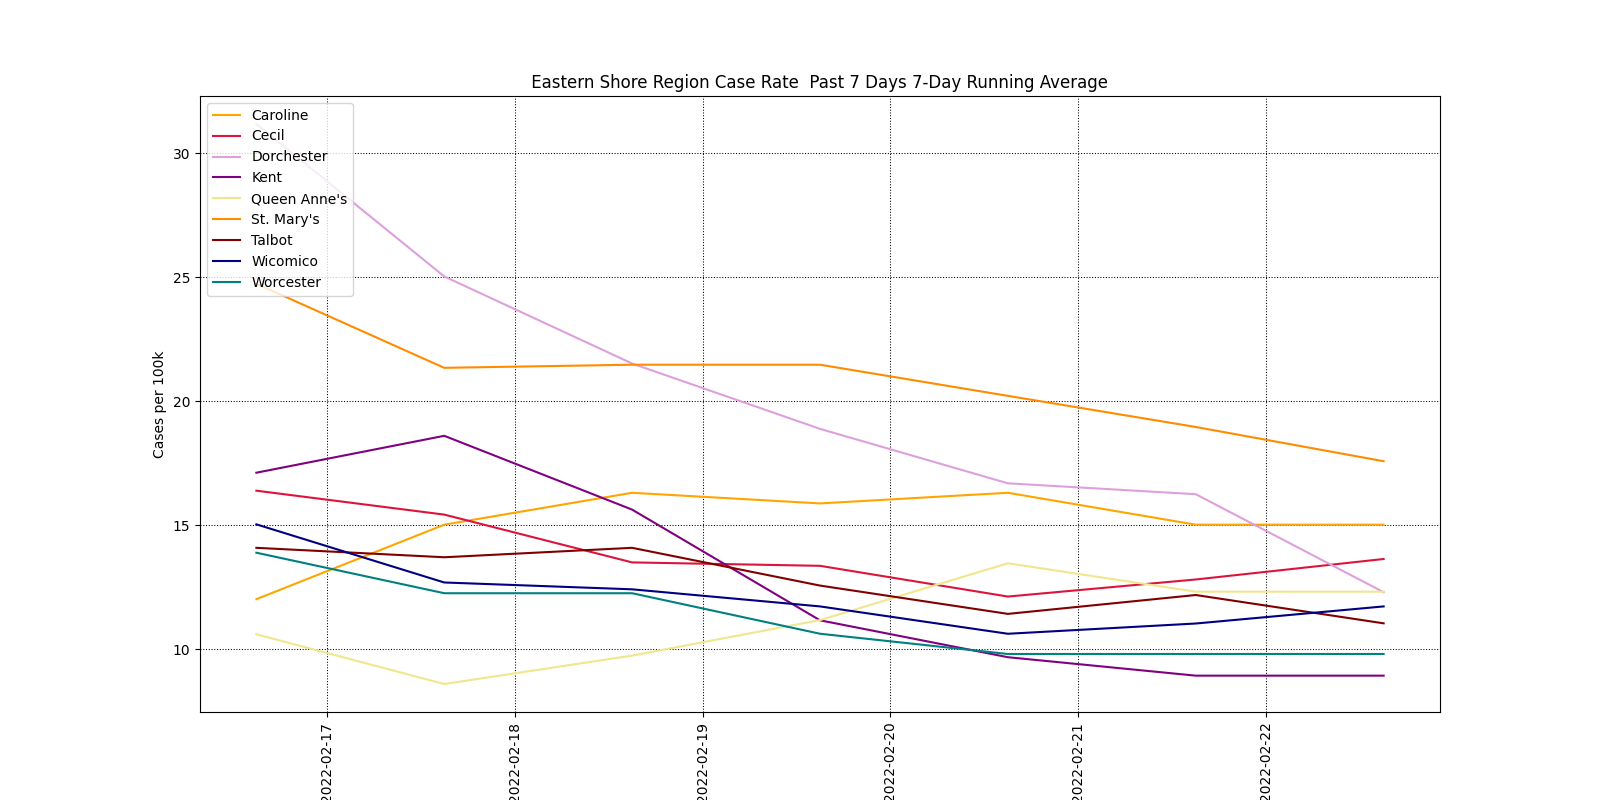 Eastern Shore Region Case Rate  Past 7 Days 7-Day Running Average
Caroline
Cecil
Dorchester
Kent
Queen Anne's
St. Mary's
Talbot
Wicomico
Worcester
30
25
20
15
10
Cases per 100k
2022-02-17
2022-02-18
2022-02-19
2022-02-20
2022-02-21
2022-02-22